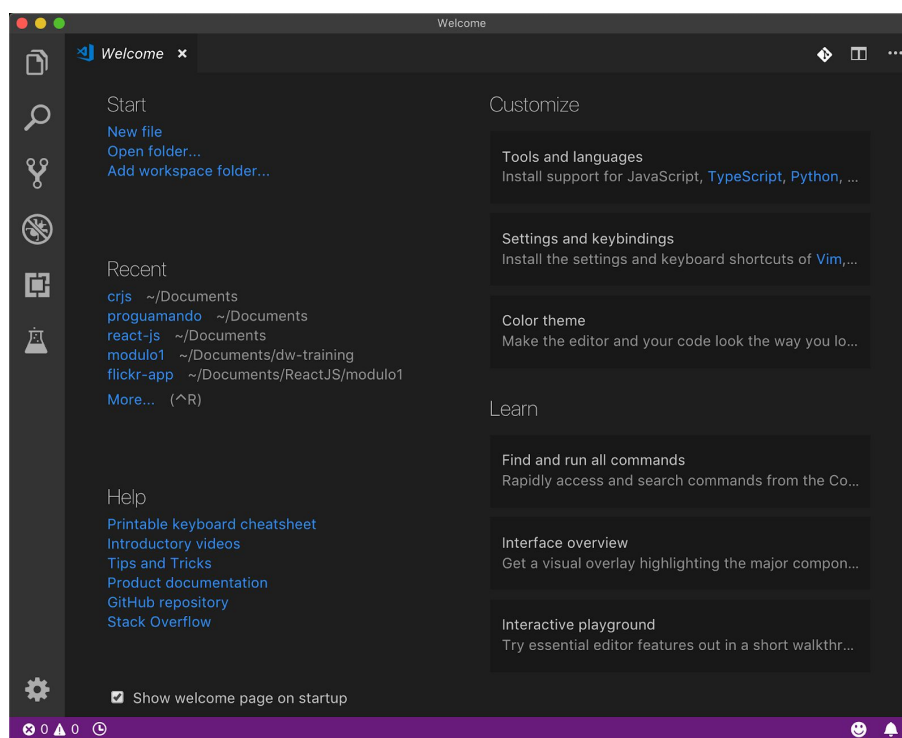 Welcome
Welcome
Start
New file
Open folder...
Add workspace folder...
Recent
crjs ~/Documents
proguamando ~/Documents
react-js ~/Documents
modulo1 ~/Documents/dw-training
flickr-app ~/Documents/ReactJS/modulo1
More... (^R)
Help
Printable keyboard cheatsheet
Introductory videos
Tips and Tricks
Product documentation
GitHub repository
Stack Overflow
Show welcome page on startup
Customize
Tools and languages
Install support for JavaScript, TypeScript, Python, ...
Settings and keybindings
Install the settings and keyboard shortcuts of Vim,...
Color theme
Make the editor and your code look the way you lo...
Learn
Find and run all commands
Rapidly access and search commands from the Co...
Interface overview
Get a visual overlay highlighting the major compon...
Interactive playground
Try essential editor features out in a short walkthr...
0 0